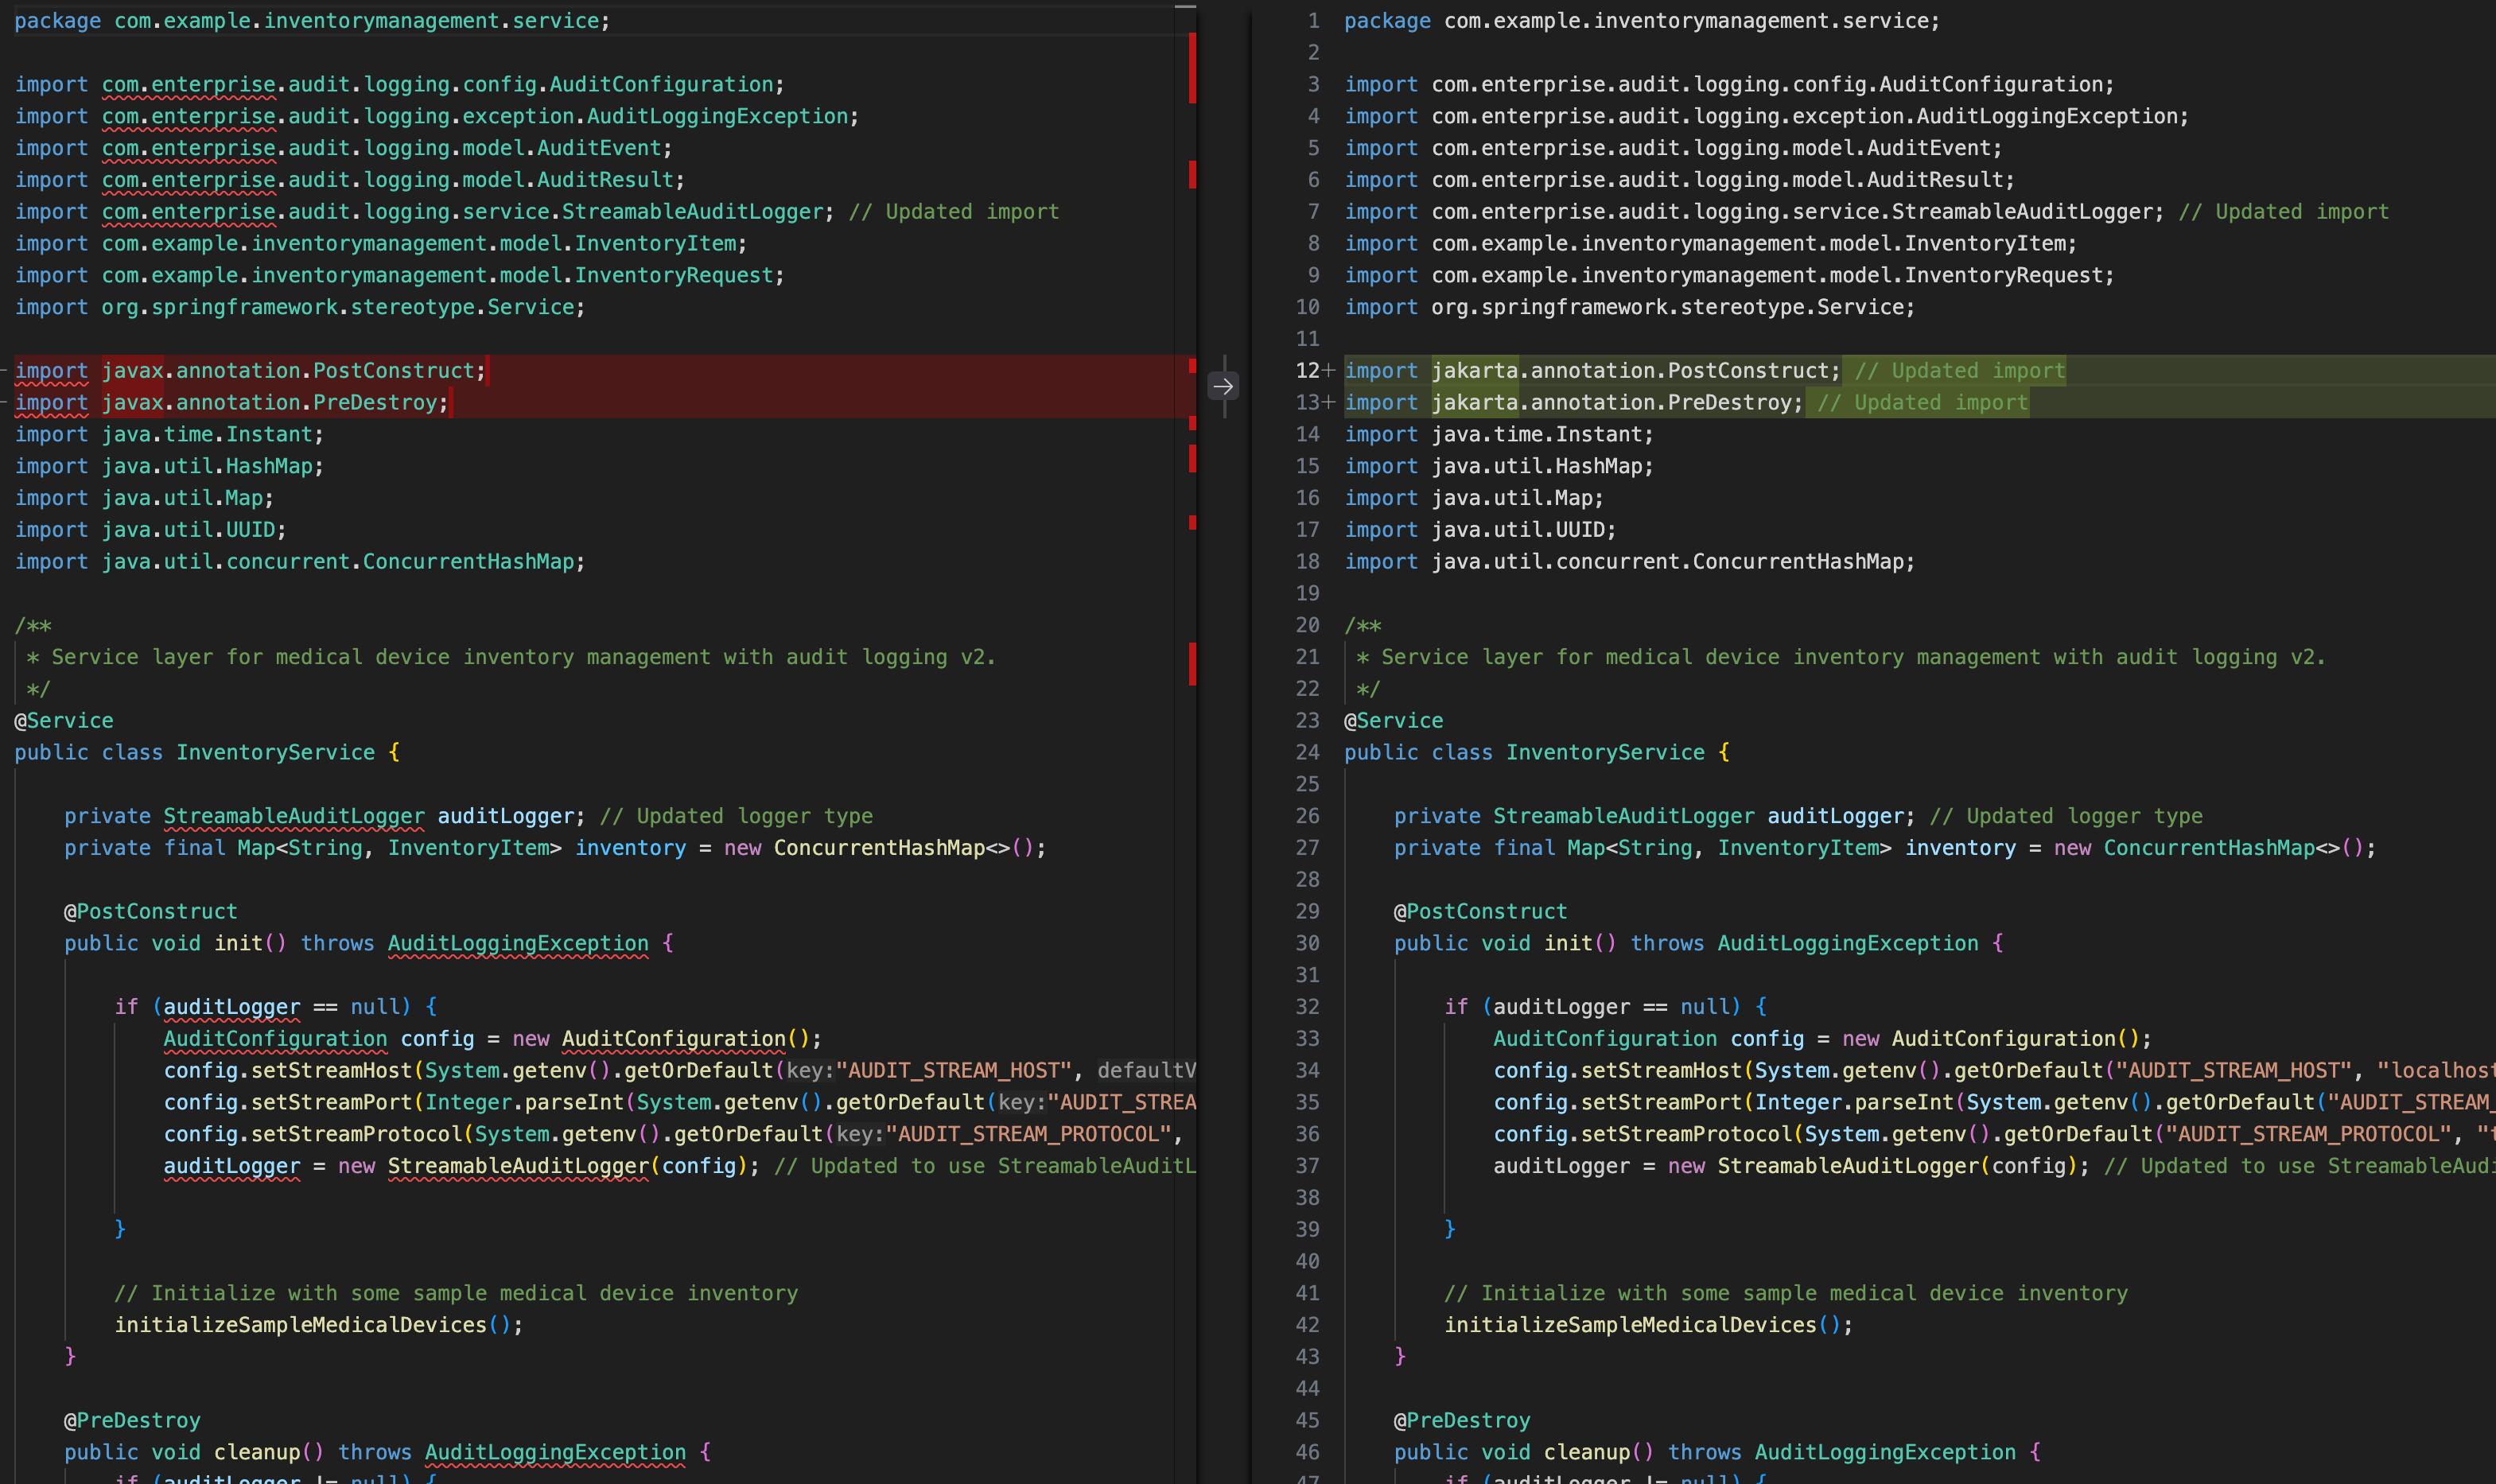 package com.example.inventorymanagement.service;
import com.enterprise.audit.logging.config.AuditConfiguration;
import com.enterprise.audit.logging.exception.AuditLoggingException;
import com.enterprise.audit.logging.model.AuditEvent;
import com.enterprise.audit.logging.model.AuditResult;
import com.enterprise.audit.logging.service.StreamableAuditLogger; // Updated import
import com.example.inventorymanagement.model.InventoryItem;
import com.example.inventorymanagement.model.InventoryRequest;
import org.springframework.stereotype.Service;
import javax.annotation.PostConstruct;
import javax.annotation.PreDestroy;
import java.time.Instant;
import java.util.HashMap;
import java.util.Map;
import java.util.UUID;
import java.util.concurrent.ConcurrentHashMap;
/**
* Service layer for medical device inventory management with audit logging v2.
*/
@Service
public class InventoryService {
private StreamableAuditLogger auditLogger; // Updated logger type
private final Map<String, InventoryItem> inventory = new ConcurrentHashMap<>();
@PostConstruct
public void init() throws AuditLoggingException {
if (auditLogger == null) {
AuditConfiguration config = new AuditConfiguration();
config.setStreamHost(System.getenv().getOrDefault(key:"AUDIT_STREAM_HOST", defaultV
config.setStreamPort(Integer.parseInt(System.getenv().getOrDefault(key:"AUDIT_STREA
config.setStreamProtocol(System.getenv().getOrDefault(key:"AUDIT_STREAM_PROTOCOL",
auditLogger = new StreamableAuditLogger(config); // Updated to use StreamableAuditL
}
// Initialize with some sample medical device inventory
initializeSampleMedicalDevices();
}
@PreDestroy
public void cleanup() throws AuditLoggingException {
if (auditLogger != null) {
1 package com.example.inventorymanagement.service;
2
3 import com.enterprise.audit.logging.config.AuditConfiguration;
4 import com.enterprise.audit.logging.exception.AuditLoggingException;
5 import com.enterprise.audit.logging.model.AuditEvent;
6 import com.enterprise.audit.logging.model.AuditResult;
7 import com.enterprise.audit.logging.service.StreamableAuditLogger; // Updated import
8 import com.example.inventorymanagement.model.InventoryItem;
9 import com.example.inventorymanagement.model.InventoryRequest;
10 import org.springframework.stereotype.Service;
11
12+ import jakarta.annotation.PostConstruct; // Updated import
13+ import jakarta.annotation.PreDestroy; // Updated import
14 import java.time.Instant;
15 import java.util.HashMap;
16 import java.util.Map;
17 import java.util.UUID;
18 import java.util.concurrent.ConcurrentHashMap;
19
20 /**
21 * Service layer for medical device inventory management with audit logging v2.
22 */
23 @Service
24 public class InventoryService {
25
26 private StreamableAuditLogger auditLogger; // Updated logger type
27 private final Map<String, InventoryItem> inventory = new ConcurrentHashMap<>();
28
29 @PostConstruct
30 public void init() throws AuditLoggingException {
31
32 if (auditLogger == null) {
33 AuditConfiguration config = new AuditConfiguration();
34 config.setStreamHost(System.getenv().getOrDefault("AUDIT_STREAM_HOST", "localhost
35 config.setStreamPort(Integer.parseInt(System.getenv().getOrDefault("AUDIT_STREAM_
36 config.setStreamProtocol(System.getenv().getOrDefault("AUDIT_STREAM_PROTOCOL", "t
37 auditLogger = new StreamableAuditLogger(config); // Updated to use StreamableAudi
38
39 }
40
41 // Initialize with some sample medical device inventory
42 initializeSampleMedicalDevices();
43 }
44
45 @PreDestroy
46 public void cleanup() throws AuditLoggingException {
47 if (auditLogger != null) {